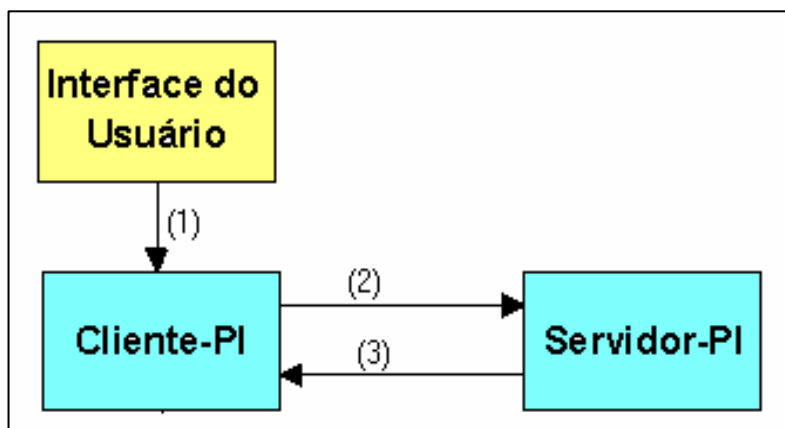 Interface do
Usuário
(1)
Cliente-PI
(2)
(3)
Servidor-PI